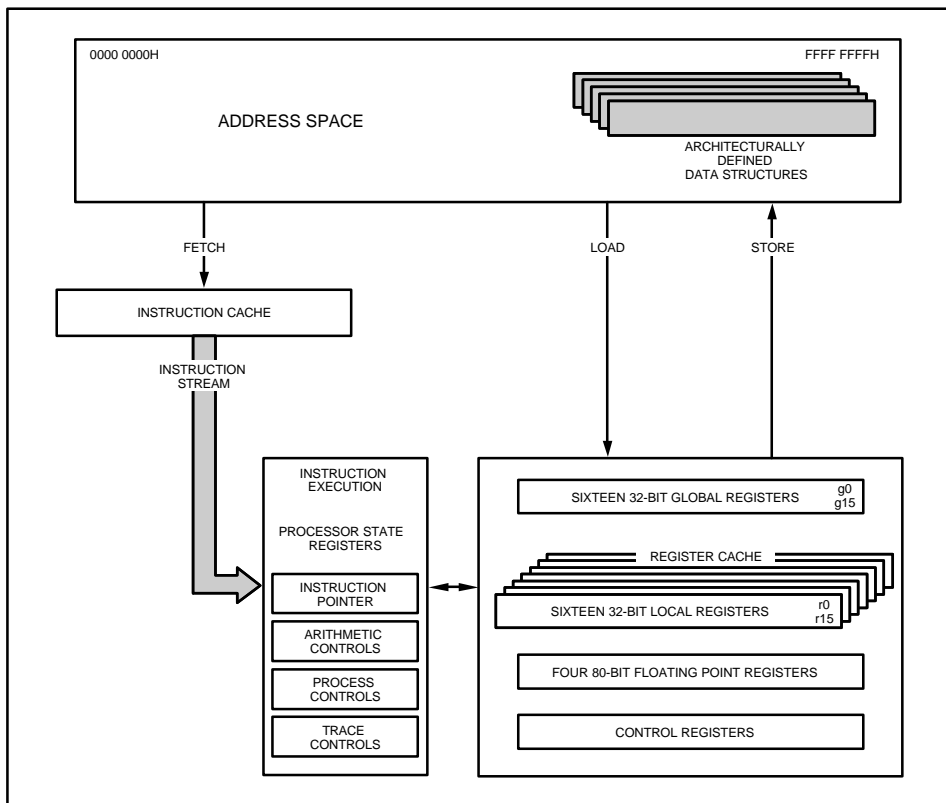 0000 0000H
FFFF FFFFH
ADDRESS SPACE
ARCHITECTURALLY
DEFINED
DATA STRUCTURES
FETCH
LOAD
STORE
INSTRUCTION CACHE
INSTRUCTION
STREAM
INSTRUCTION
EXECUTION
PROCESSOR STATE
REGISTERS
INSTRUCTION
POINTER
ARITHMETIC
CONTROLS
PROCESS
CONTROLS
TRACE
CONTROLS
SIXTEEN 32-BIT GLOBAL REGISTERS
g0
g15
REGISTER CACHE
SIXTEEN 32-BIT LOCAL REGISTERS
r0
r15
FOUR 80-BIT FLOATING POINT REGISTERS
CONTROL REGISTERS